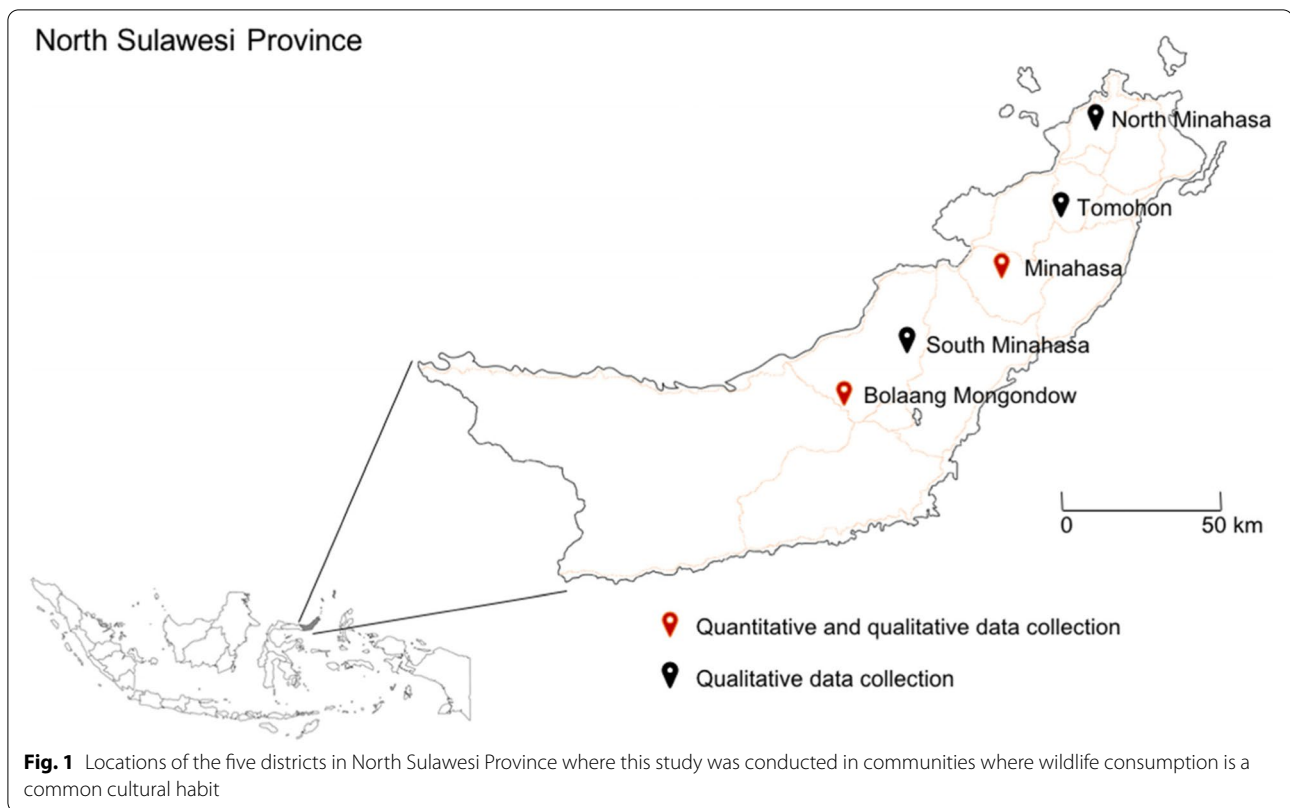 North Sulawesi Province
North Minahasa
Tomohon
Minahasa
South Minahasa
Bolaang Mongondow
0 50 km
Quantitative and qualitative data collection
Qualitative data collection
Fig. 1 Locations of the five districts in North Sulawesi Province where this study was conducted in communities where wildlife consumption is a
common cultural habit